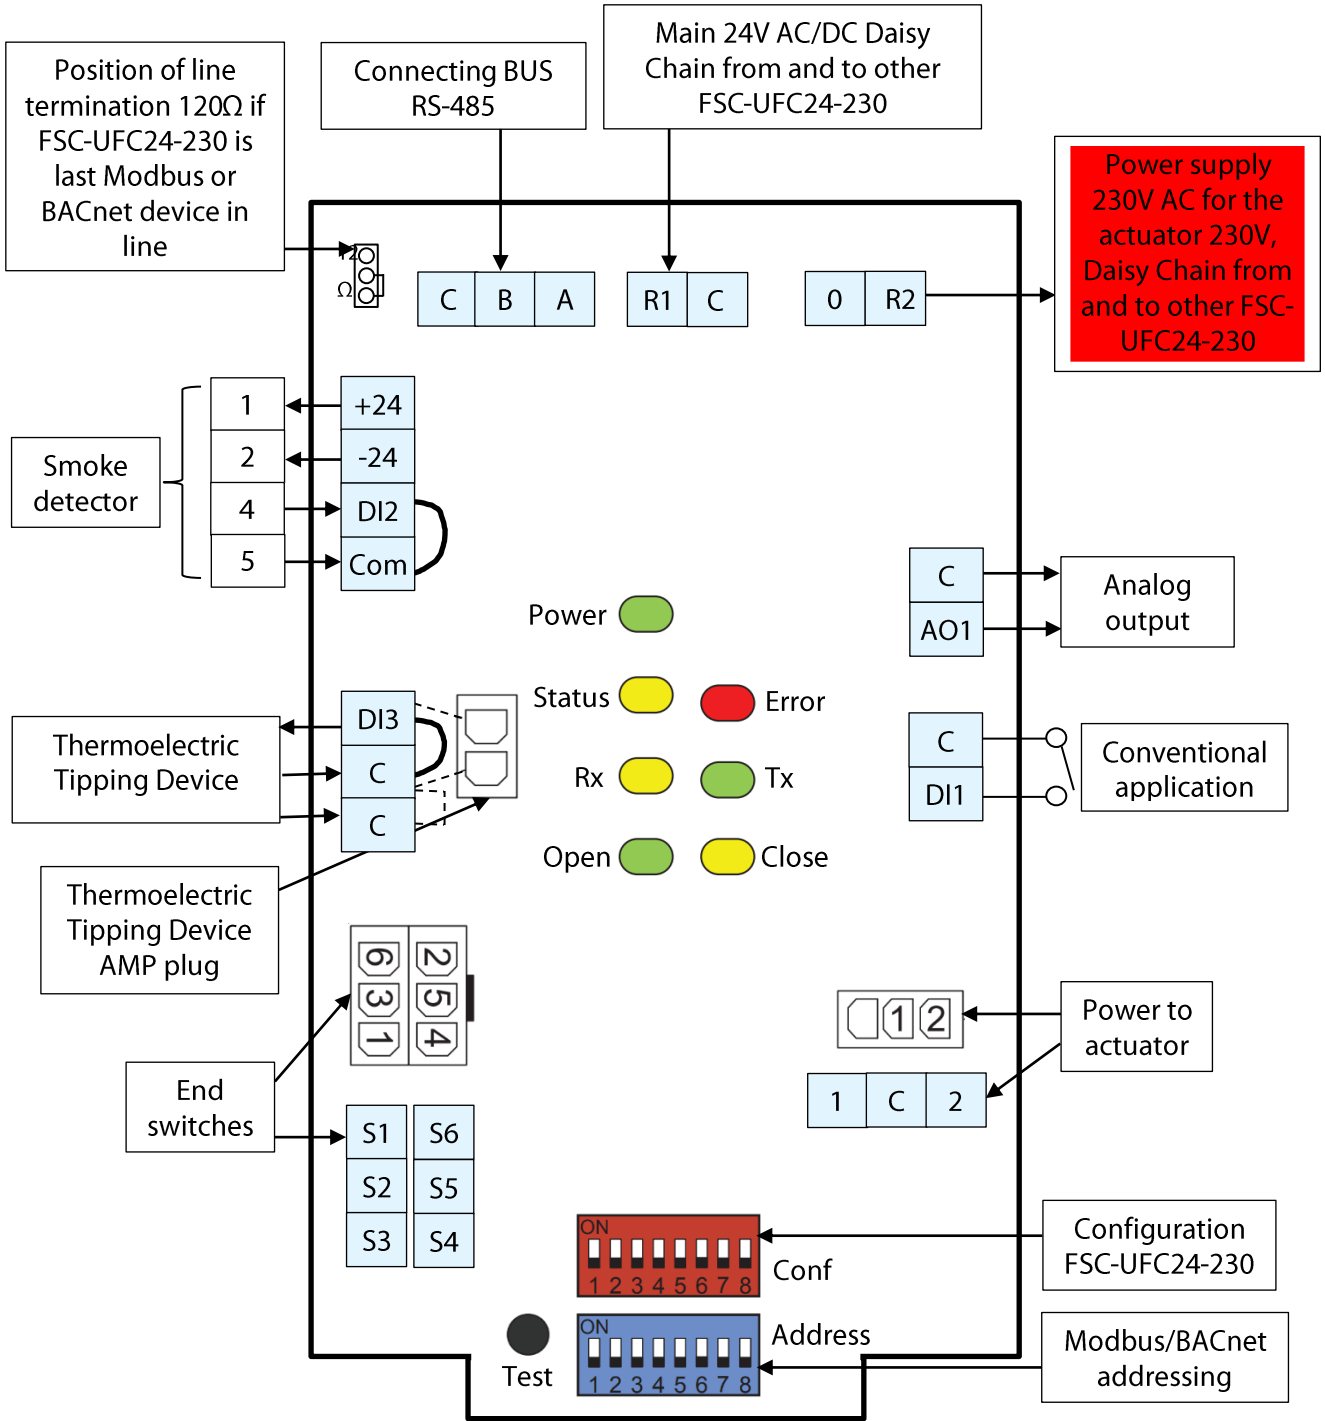 Position of line
termination 120Ω if
FSC-UFC24-230 is
last Modbus or
BACnet device in
line
Connecting BUS
RS-485
Main 24V AC/DC Daisy
Chain from and to other
FSC-UFC24-230
Power supply
230V AC for the
actuator 230V,
Daisy Chain from
and to other FSC-
UFC24-230
Ω
C B A
R1 C
0 R2
Smoke
detector
1 +24
2 -24
4 DI2
5 Com
Power
Status
Error
Rx
Tx
Open
Close
C
AO1
Analog
output
Thermoelectric
Tipping Device
DI3
C
C
C
DI1
Conventional
application
Thermoelectric
Tipping Device
AMP plug
6 2
3 5
1 4
End
switches
S1 S6
S2 S5
S3 S4
1 2
1 C 2
Power to
actuator
ON
1 2 3 4 5 6 7 8
Conf
Configuration
FSC-UFC24-230
Test
ON
1 2 3 4 5 6 7 8
Address
Modbus/BACnet
addressing